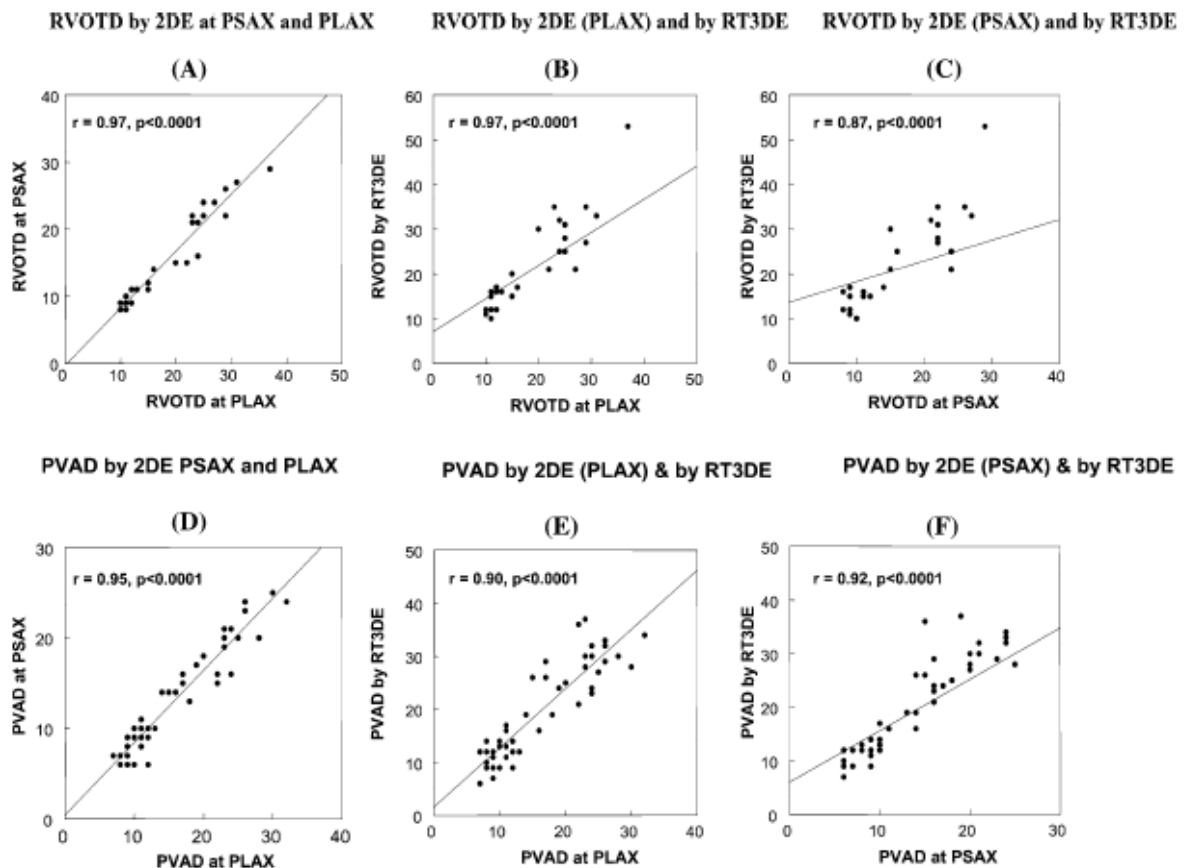 RVOTD by 2DE at PSAX and PLAX
RVOTD by 2DE (PLAX) and by RT3DE
RVOTD by 2DE (PSAX) and by RT3DE
(A)
40
30
20
10
0
r = 0.97, p<0.0001
RVOTD at PSAX
0 10 20 30 40 50
RVOTD at PLAX
(B)
60
50
40
30
20
10
0
r = 0.97, p<0.0001
RVOTD by RT3DE
0 10 20 30 40 50
RVOTD at PLAX
(C)
60
50
40
30
20
10
0
r = 0.87, p<0.0001
RVOTD by RT3DE
0 10 20 30 40
RVOTD at PSAX
PVAD by 2DE PSAX and PLAX
PVAD by 2DE (PLAX) & by RT3DE
PVAD by 2DE (PSAX) & by RT3DE
(D)
30
20
10
0
r = 0.95, p<0.0001
PVAD at PSAX
0 10 20 30 40
PVAD at PLAX
(E)
50
40
30
20
10
0
r = 0.90, p<0.0001
PVAD by RT3DE
0 10 20 30 40
PVAD at PLAX
(F)
50
40
30
20
10
0
r = 0.92, p<0.0001
PVAD by RT3DE
0 10 20 30
PVAD at PSAX